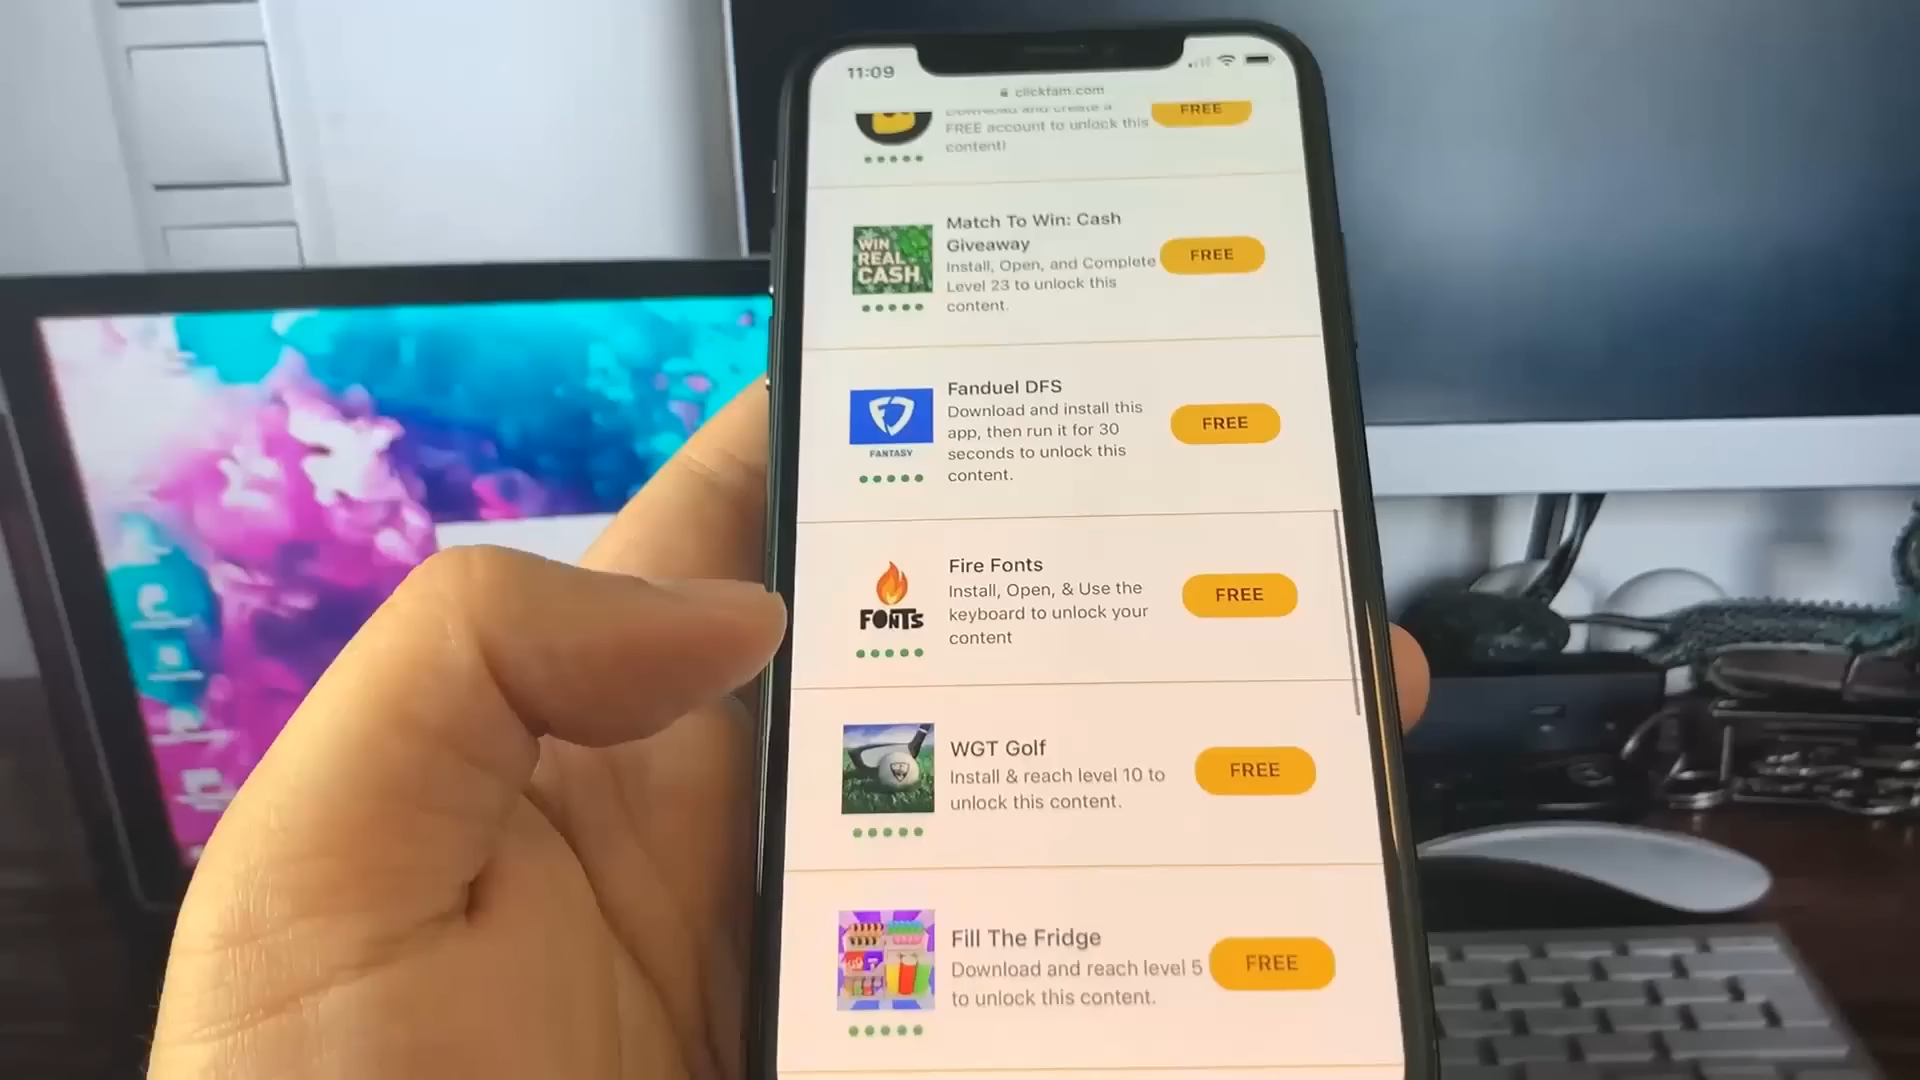 11:09
clickfam.com
Download and create a
FREE account to unlock this
content!
FREE
WIN
REAL
CASH
Match To Win: Cash
Giveaway
Install, Open, and Complete
Level 23 to unlock this
content.
FREE
FANTASY
Fanduel DFS
Download and install this
app, then run it for 30
seconds to unlock this
content.
FREE
FONTS
Fire Fonts
Install, Open, & Use the
keyboard to unlock your
content
FREE
WGT Golf
Install & reach level 10 to
unlock this content.
FREE
Fill The Fridge
Download and reach level 5
to unlock this content.
FREE